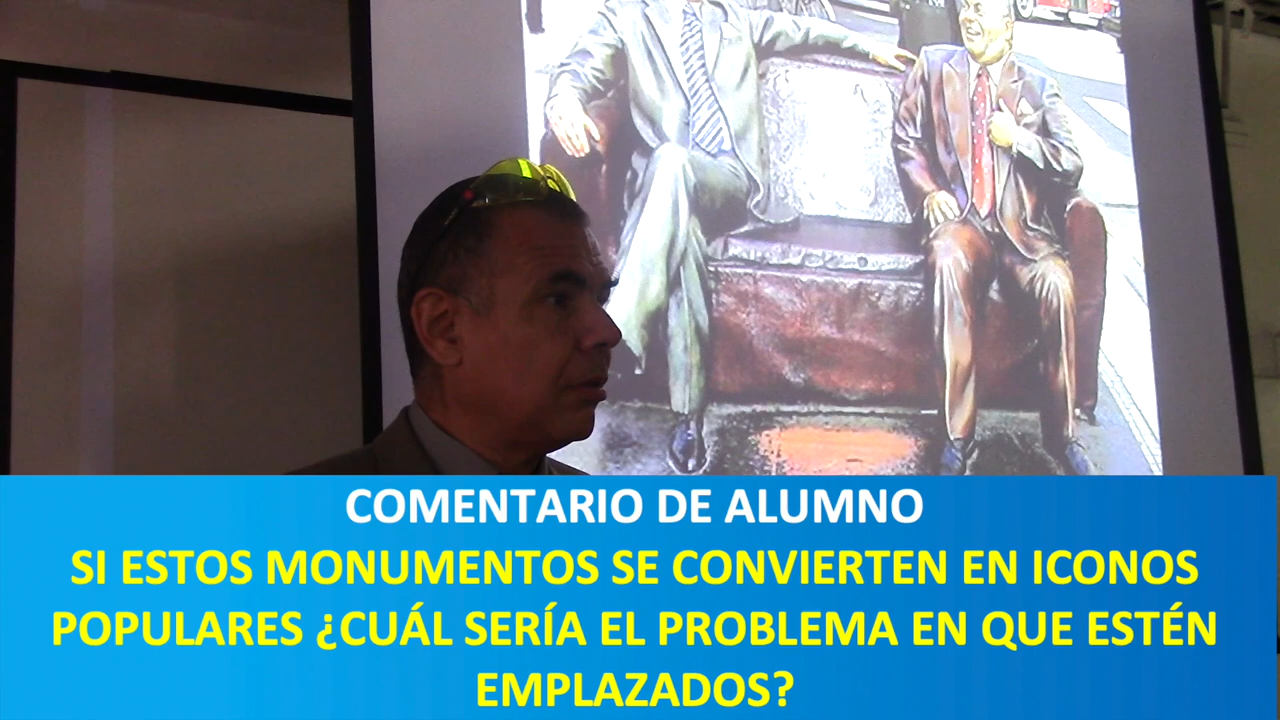 COMENTARIO DE ALUMNO
SI ESTOS MONUMENTOS SE CONVIERTEN EN ICONOS
POPULARES ¿CUÁL SERÍA EL PROBLEMA EN QUE ESTÉN
EMPLAZADOS?